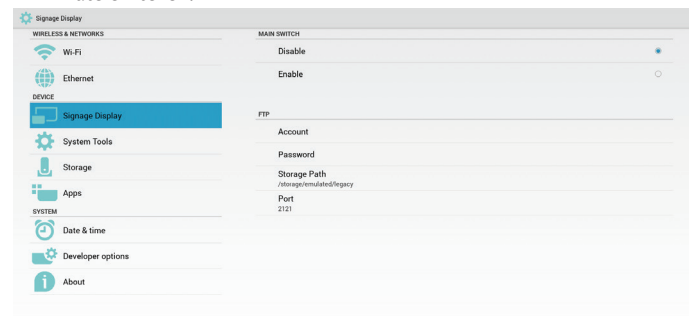 Signage Display
WIRELESS & NETWORKS
Wi-Fi
Ethernet
DEVICE
Signage Display
System Tools
Storage
Apps
SYSTEM
Date & time
Developer options
About
MAIN SWITCH
Disable
Enable
FTP
Account
Password
Storage Path
/storage/emulated/legacy
Port
2121